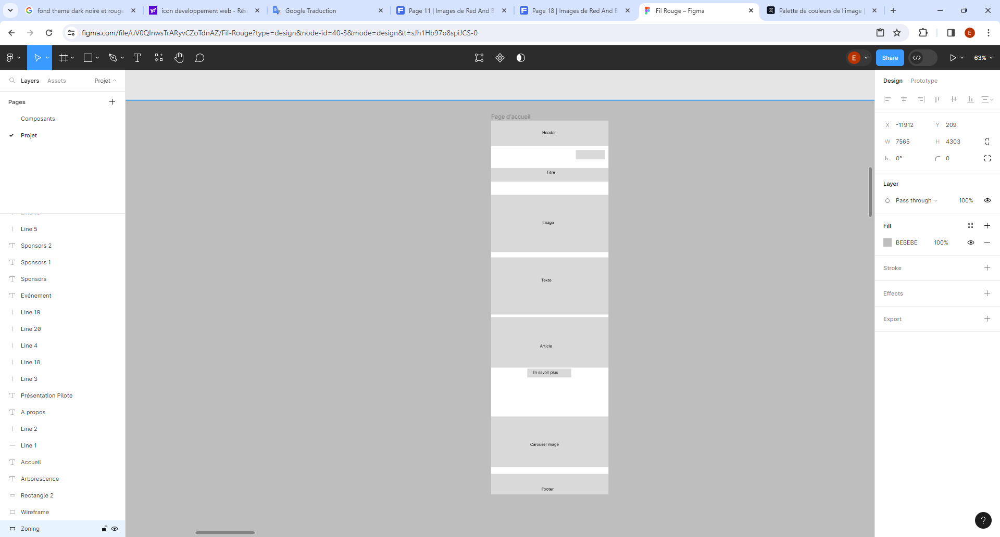 fond theme dark noire et rouge
icon developpement web - Rés
Google Traduction
Page 11 | Images de Red And B
Page 18 | Images de Red And B
Fil Rouge – Figma
Palette de couleurs de l'image |
figma.com/file/uV0QInwsTrARyvCZoTdnAZ/Fil-Rouge?type=design&node-id=40-3&mode=design&t=sJh1Hb97o8spiJCS-0
E
E
Share
63%
Layers
Assets
Projet
Design
Prototype
Pages
Composants
Projet
Line 5
Sponsors 2
Sponsors 1
Sponsors
Evénement
Line 19
Line 20
Line 4
Line 18
Line 3
Présentation Pilote
A propos
Line 2
Line 1
Accueil
Arborescence
Rectangle 2
Wireframe
Zoning
Page d'accueil
Header
Titre
Image
Texte
Article
En savoir plus
Carousel image
Footer
X -11912 Y 209
W 7565 H 4303
0° 0
Layer
Pass through 100%
Fill
BEBEBE 100%
Stroke
Effects
Export
?